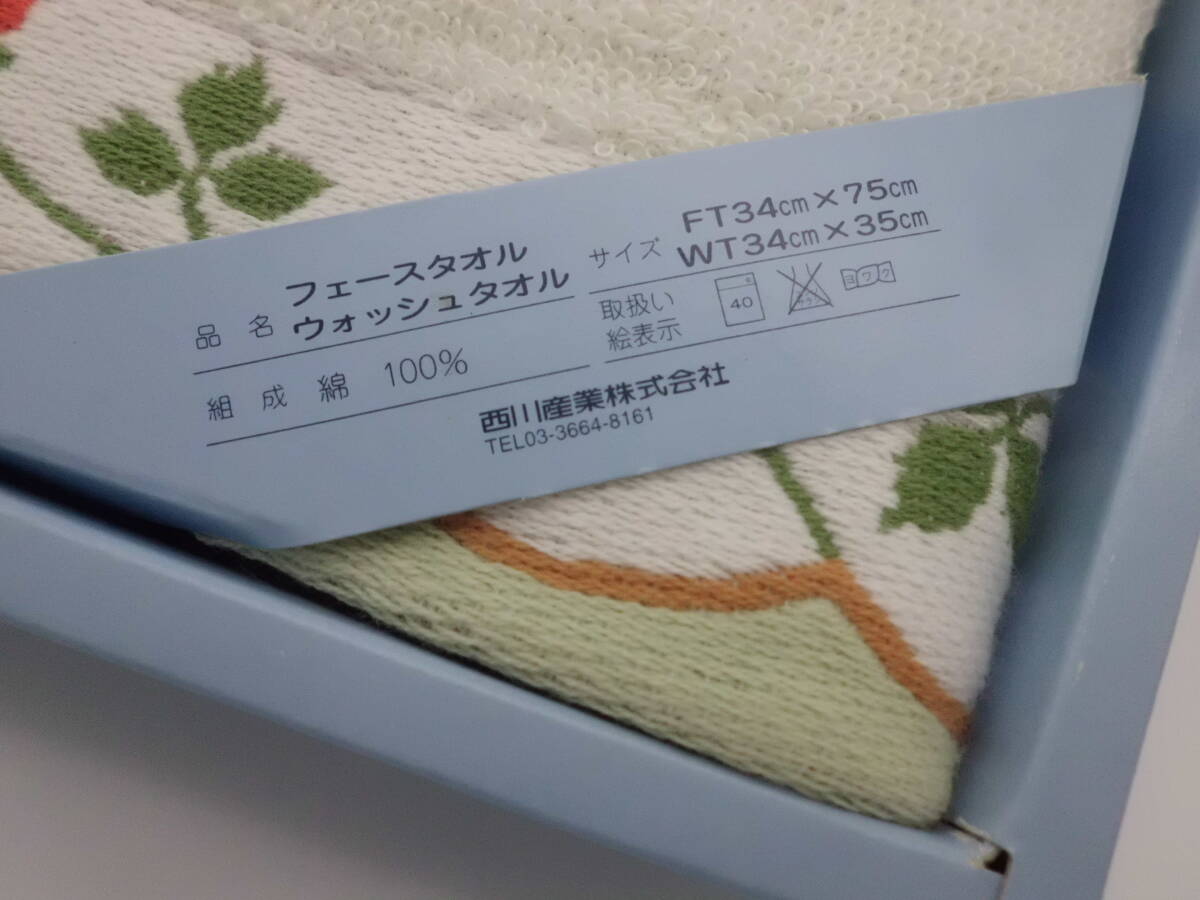 品名 フェースタオル
ウォッシュタオル
サイズ FT34cm×75cm
WT34cm×35cm
組成 綿 100%
取扱い
絵表示
40
ヨワク
西川産業株式会社
TEL03-3664-8161